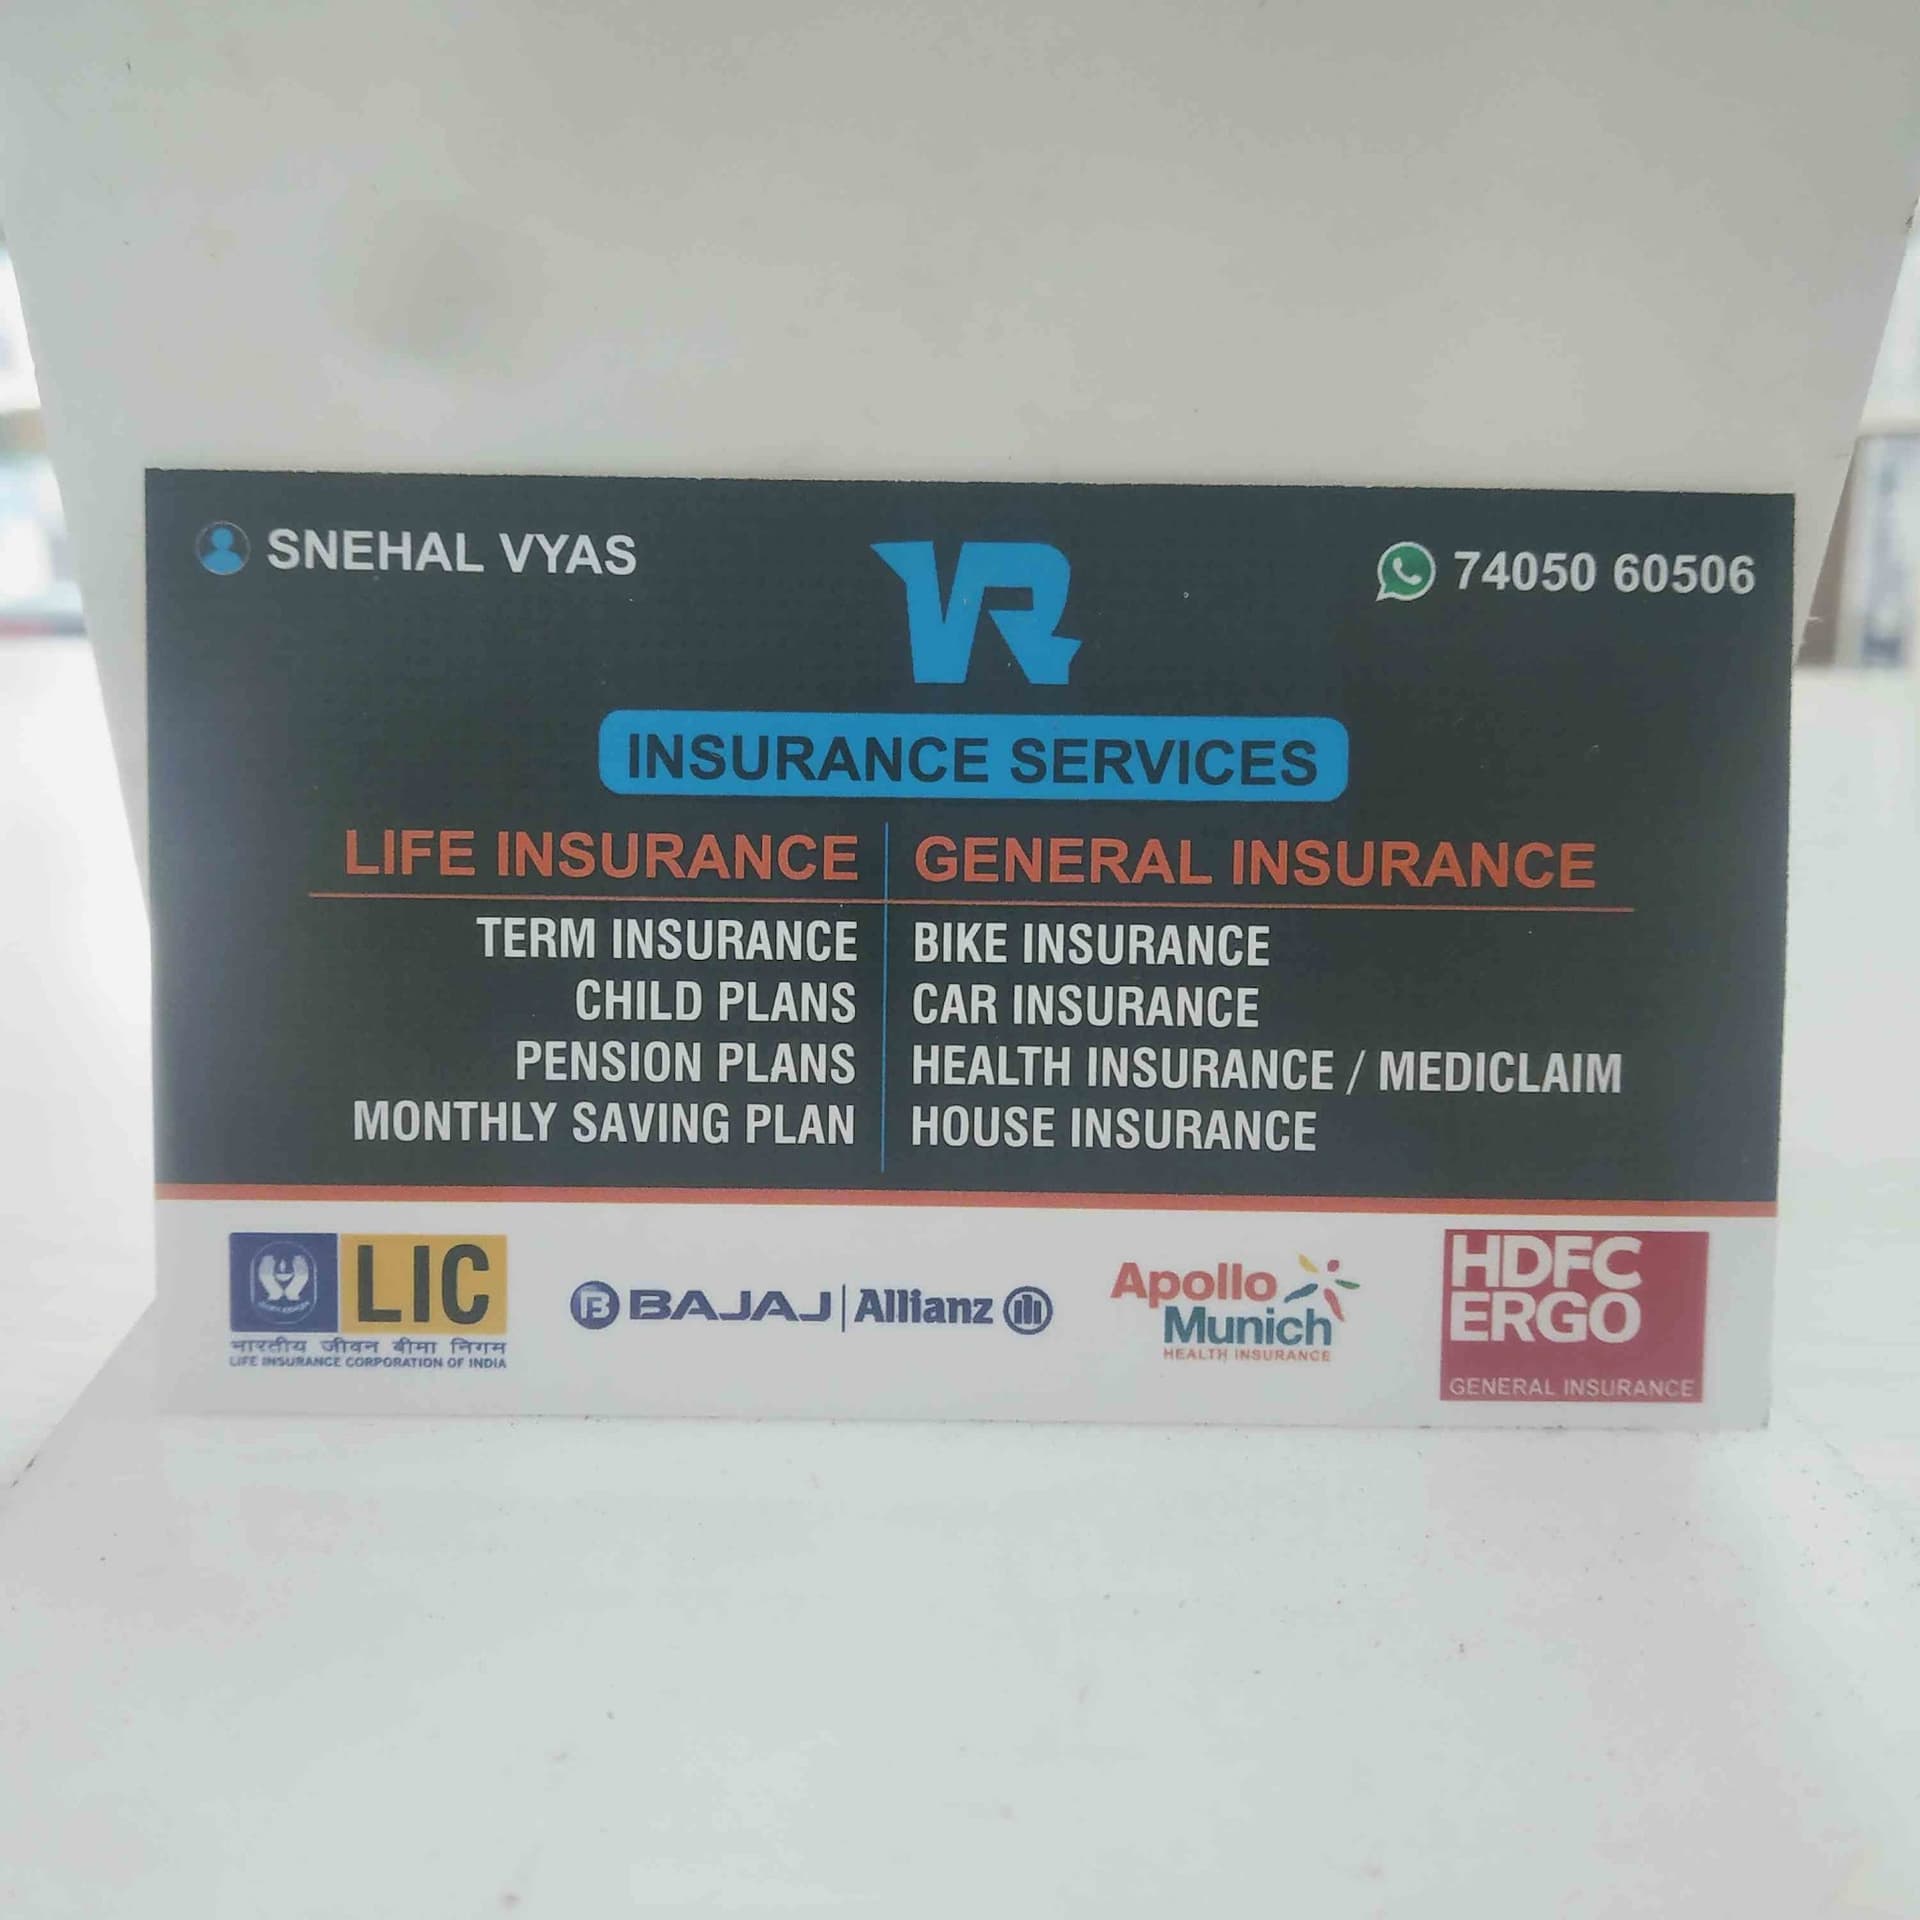 SNEHAL VYAS
VR
74050 60506
INSURANCE SERVICES
LIFE INSURANCE
TERM INSURANCE
CHILD PLANS
PENSION PLANS
MONTHLY SAVING PLAN
GENERAL INSURANCE
BIKE INSURANCE
CAR INSURANCE
HEALTH INSURANCE / MEDICLAIM
HOUSE INSURANCE
LIC
भारतीय जीवन बीमा निगम
LIFE INSURANCE CORPORATION OF INDIA
B BAJAJ | Allianz
Apollo
Munich
HEALTH INSURANCE
HDFC
ERGO
GENERAL INSURANCE